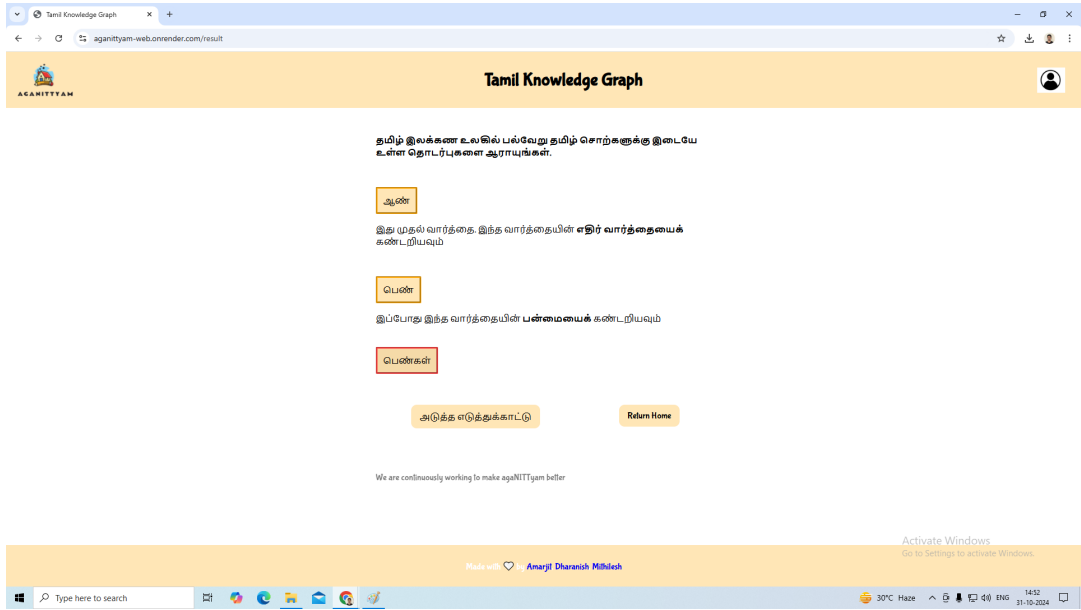 Tamil Knowledge Graph
aganittyam-web.onrender.com/result
AGANITTYAM
Tamil Knowledge Graph
தமிழ் இலக்கண உலகில் பல்வேறு தமிழ் சொற்களுக்கு இடையே
உள்ள தொடர்புகளை ஆராயுங்கள்.
ஆண்
இது முதல் வார்த்தை. இந்த வார்த்தையின் எதிர் வார்த்தையைக்
கண்டறியவும்
பெண்
இப்போது இந்த வார்த்தையின் பன்மையைக் கண்டறியவும்
பெண்கள்
அடுத்த எடுத்துக்காட்டு
Return Home
We are continuously working to make agaNITTyam better
Activate Windows
Go to Settings to activate Windows.
Made with by Amarjit Dharanish Mithilesh
Type here to search
30°C Haze
ENG
14:52
31-10-2024